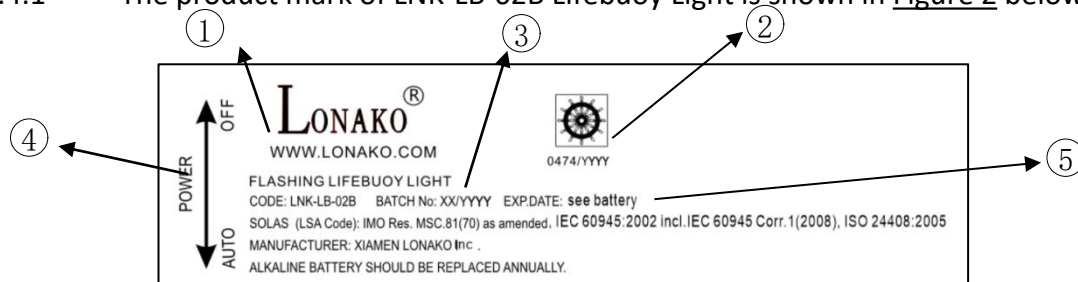 .4.1 The product mark of LNK-LB-02B Lifebuoy Light is shown in Figure 2 below
① ③ ②
④ ⑤
POWER
OFF
AUTO
LONAKO®
WWW.LONAKO.COM
0474/YYYY
FLASHING LIFEBUOY LIGHT
CODE: LNK-LB-02B BATCH No: XX/YYYY EXP.DATE: see battery
SOLAS (LSA Code): IMO Res. MSC.81(70) as amended, IEC 60945:2002 incl.IEC 60945 Corr.1(2008), ISO 24408:2005
MANUFACTURER: XIAMEN LONAKO Inc .
ALKALINE BATTERY SHOULD BE REPLACED ANNUALLY.